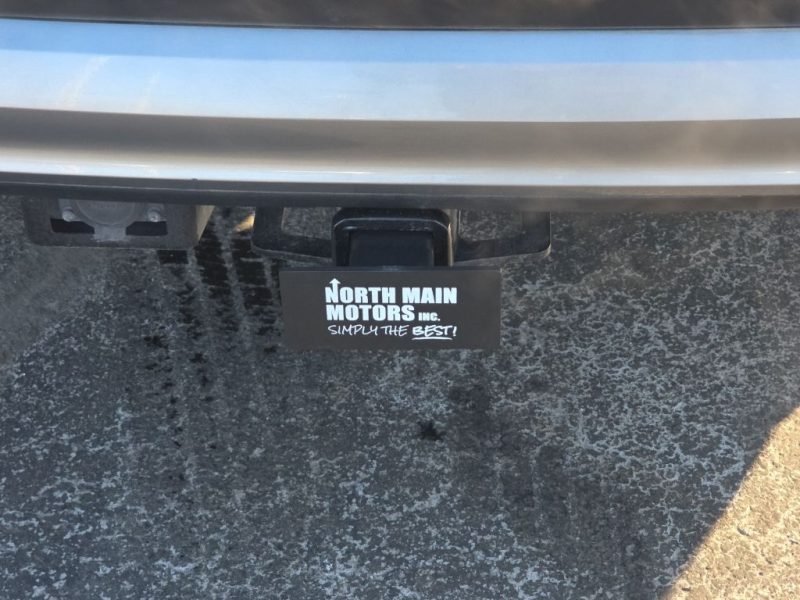 NORTH MAIN
MOTORS INC.
SIMPLY THE BEST!